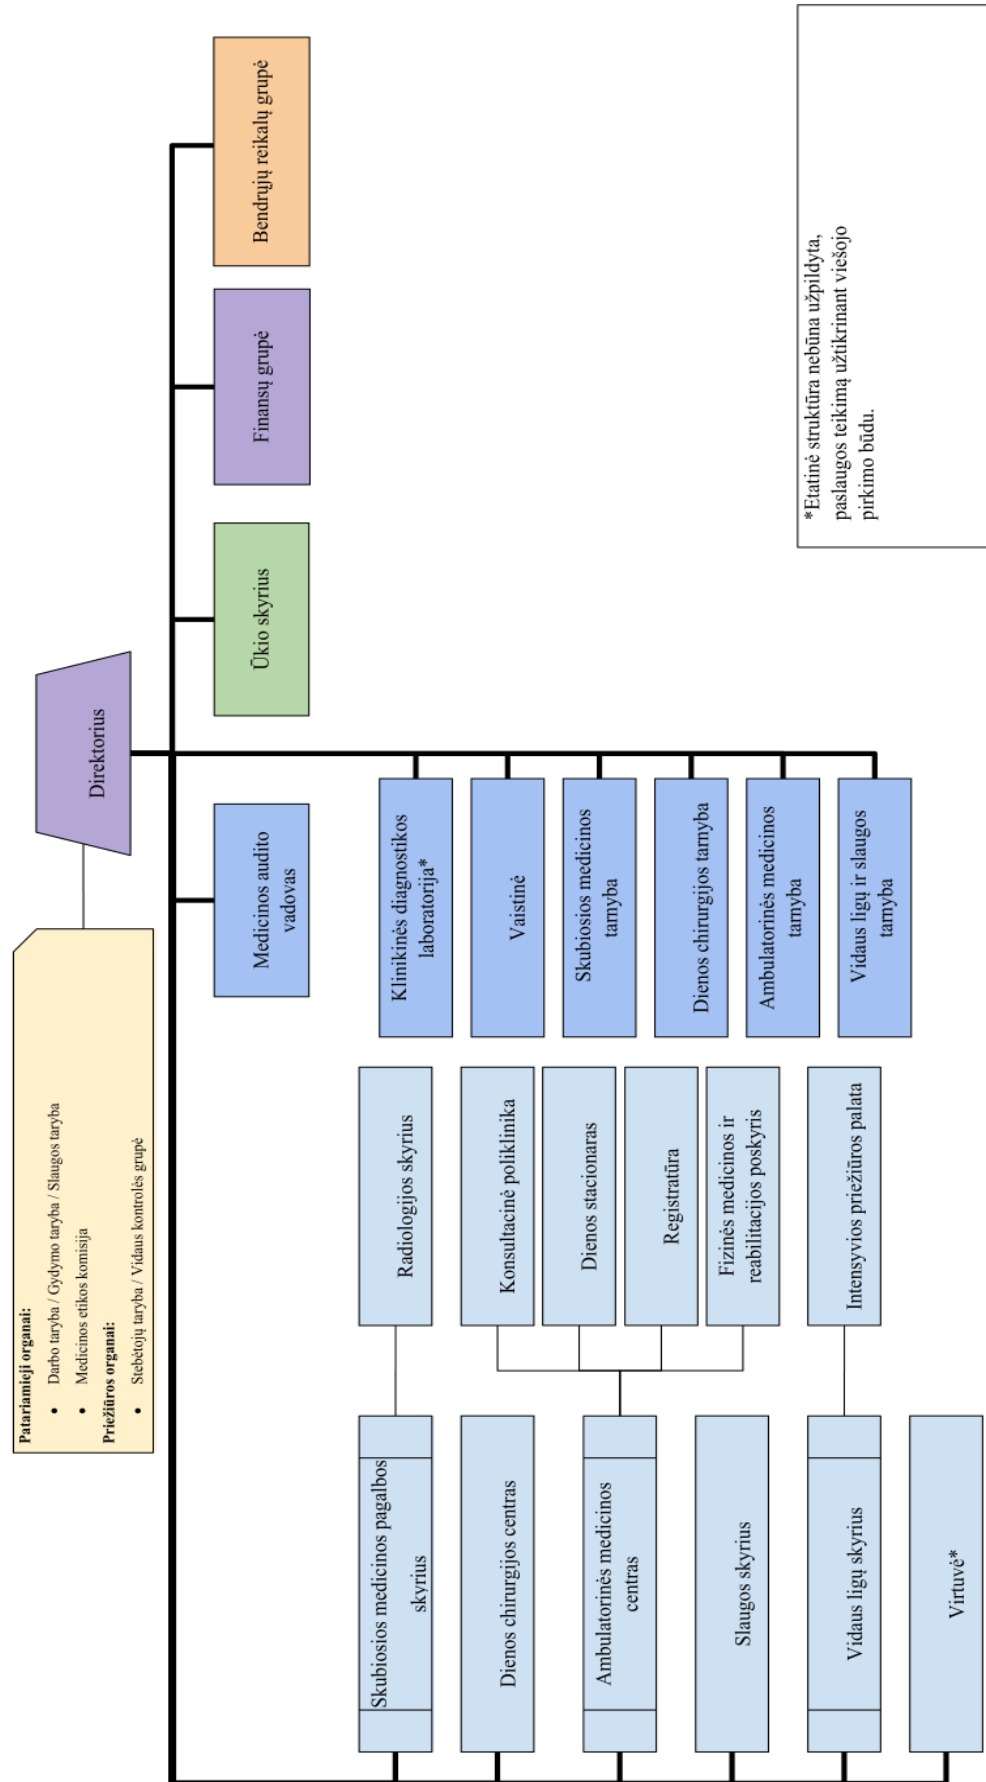 Patariamieji organai:
● Darbo taryba / Gydymo taryba / Slaugos taryba
● Medicinos etikos komisija
Priežiūros organai:
● Stebėtojų taryba / Vidaus kontrolės grupė
Direktorius
Medicinos audito
vadovas
Ūkio skyrius
Finansų grupė
Bendrųjų reikalų grupė
Skubiosios medicinos pagalbos
skyrius
Radiologijos skyrius
Klinikinės diagnostikos
laboratorija*
Dienos chirurgijos centras
Konsultacinė poliklinika
Vaistinė
Dienos stacionaras
Skubiosios medicinos
tarnyba
Ambulatorinės medicinos
centras
Registratūra
Dienos chirurgijos tarnyba
Slaugos skyrius
Fizinės medicinos ir
reabilitacijos poskyris
Ambulatorinės medicinos
tarnyba
Vidaus ligų skyrius
Intensyvios priežiūros palata
Vidaus ligų ir slaugos
tarnyba
Virtuvė*
*Etatinė struktūra nebūna užpildyta,
paslaugos teikimą užtikrinant viešojo
pirkimo būdu.